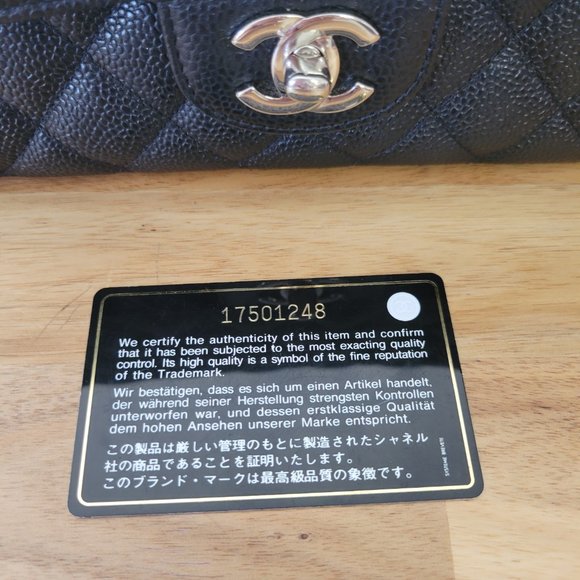 17501248
We certify the authenticity of this item and confirm
that it has been subjected to the most exacting quality
control. Its high quality is a symbol of the fine reputation
of the Trademark.
Wir bestätigen, dass es sich um einen Artikel handelt,
der während seiner Herstellung strengsten Kontrollen
unterworfen war, und dessen erstklassige Qualität
dem hohen Ansehen unserer Marke entspricht.
この製品は厳しい管理のもとに製造されたシャネル
社の商品であることを証明いたします。
このブランド・マークは最高級品質の象徴です。
SYSTEME BREVETE